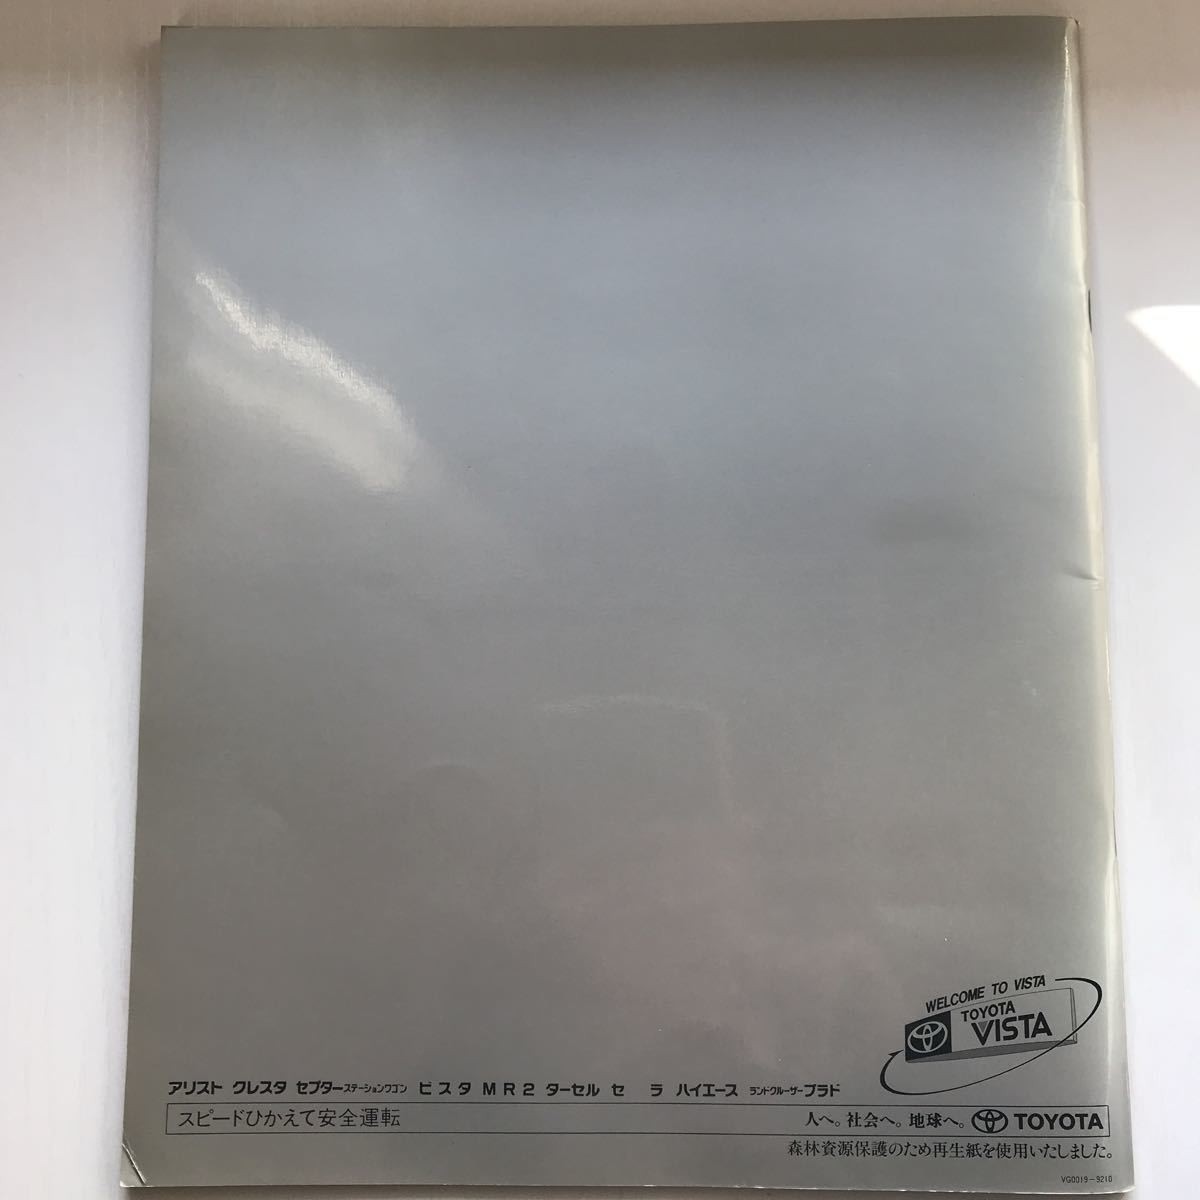 WELCOME TO VISTA
TOYOTA
VISTA
アリスト クレスタ セプターステーションワゴン ビスタ MR2 ターセル セ ラ ハイエース ランドクルーザープラド
スピードひかえて安全運転 人へ。社会へ。地球へ。 TOYOTA
森林資源保護のため再生紙を使用いたしました。
VG0019-9210